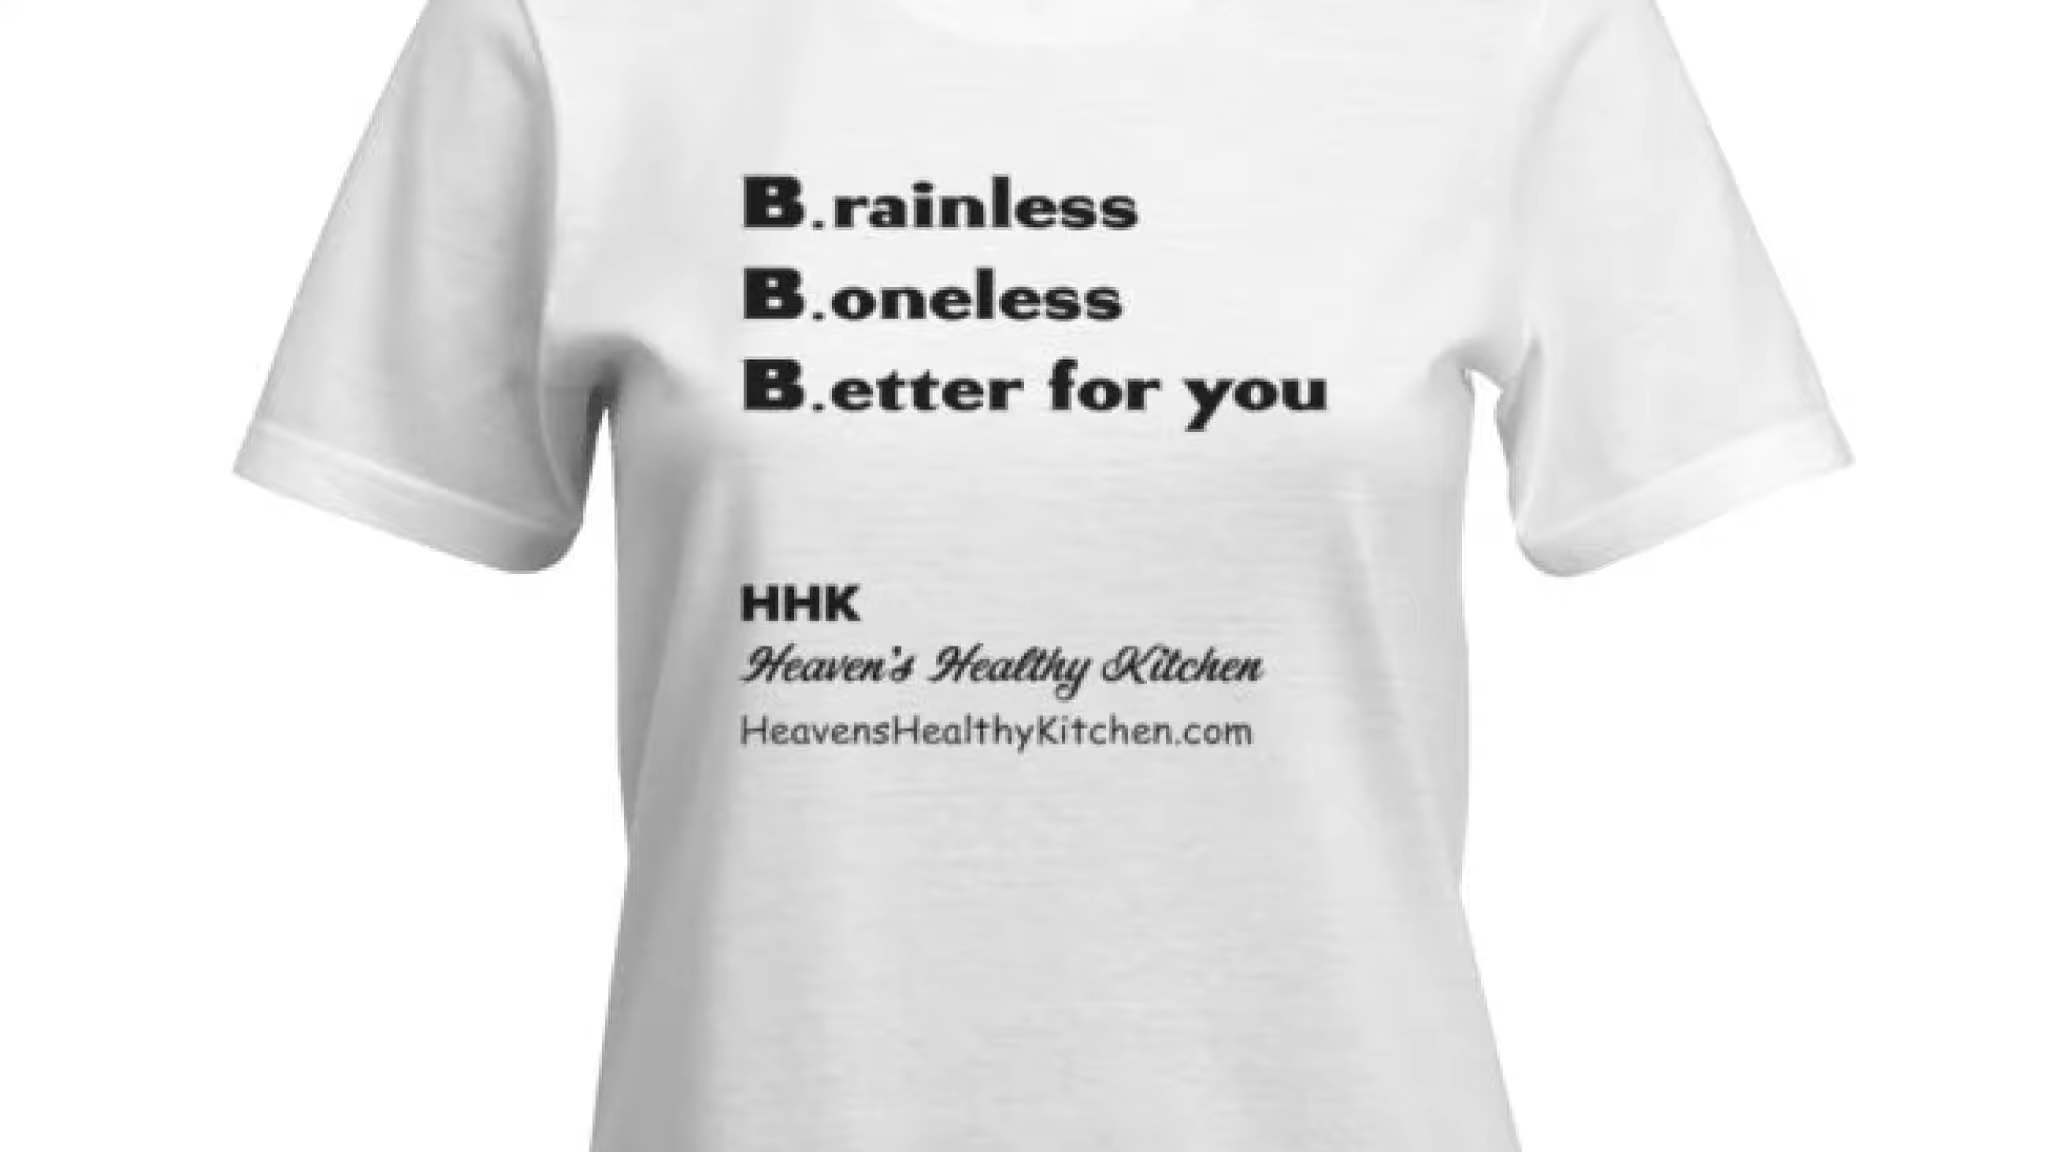 B.rainless
B.oneless
B.etter for you
HHK
Heaven's Healthy Kitchen
HeavensHealthyKitchen.com